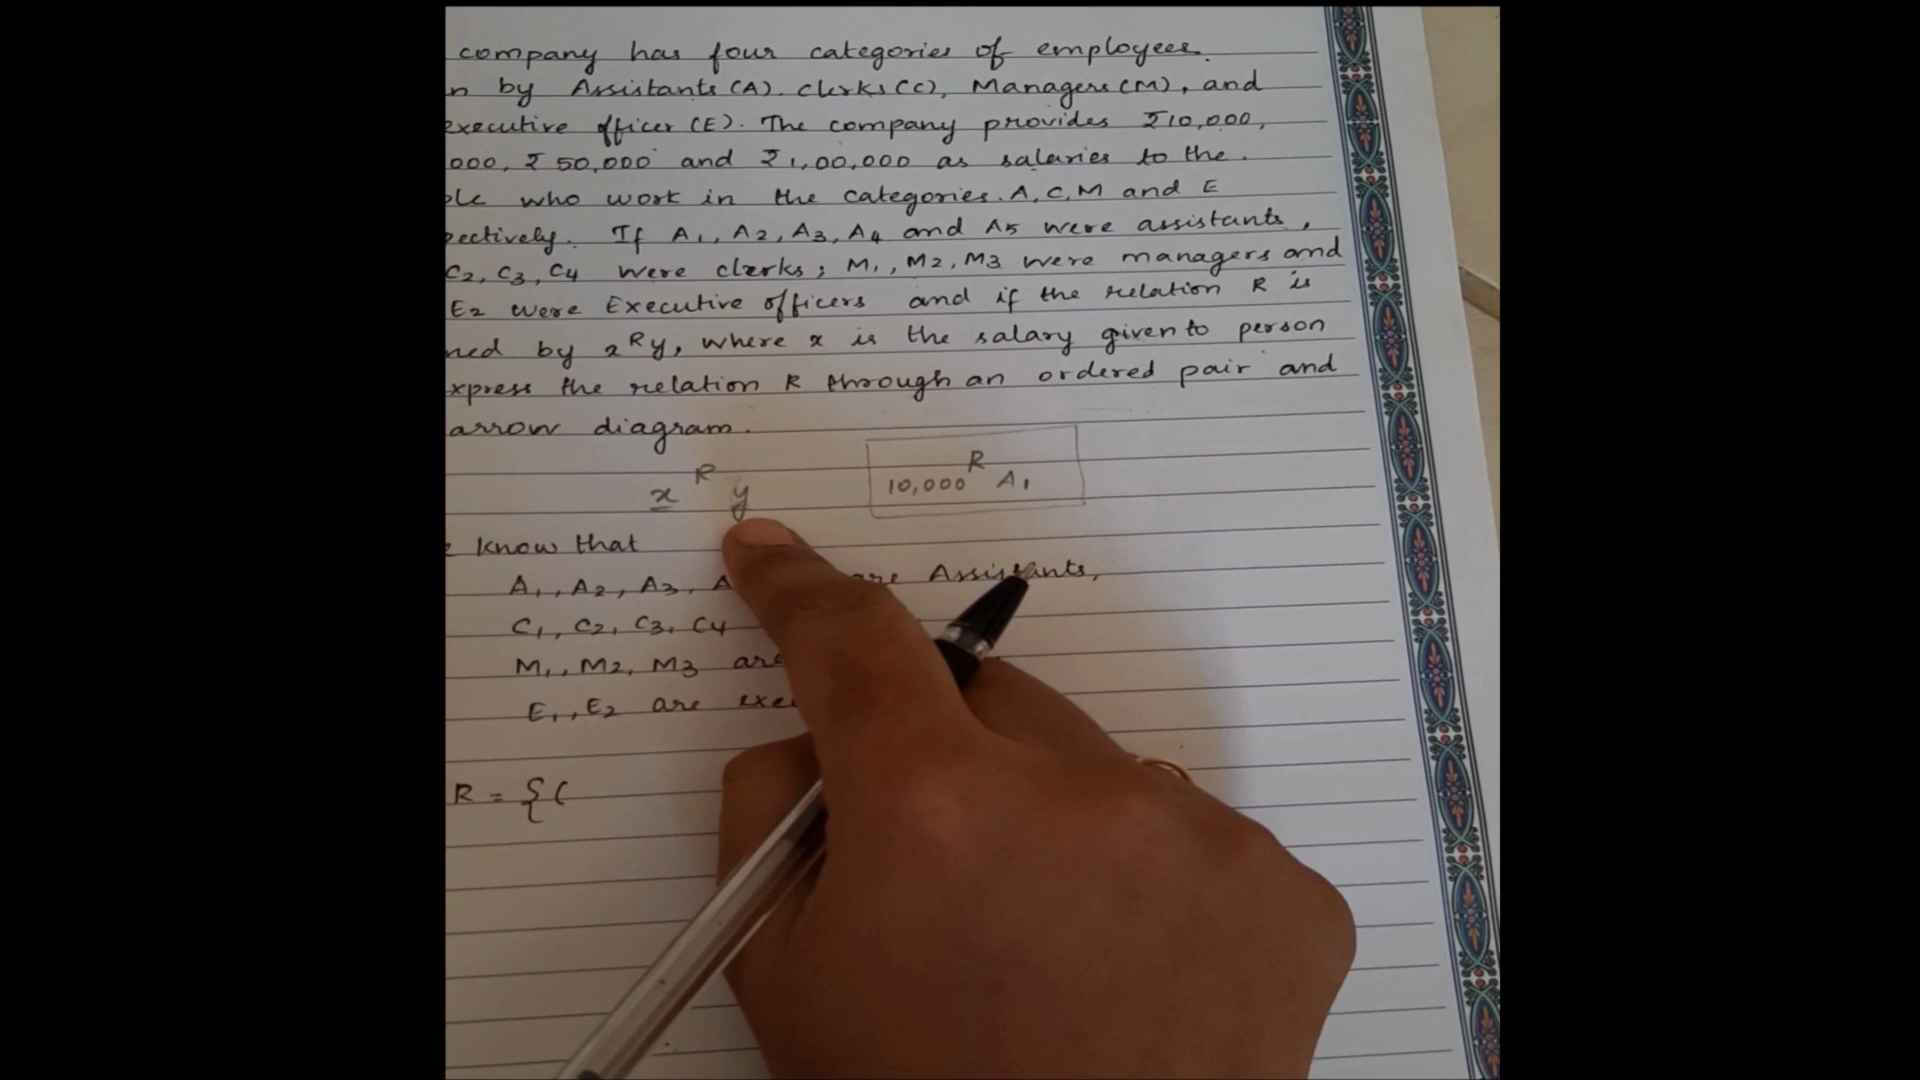 company has four categories of employees.
n by Assistants (A). Clerks (C), Managers (M), and
executive officer (E). The company provides ₹10,000,
000, ₹50,000 and ₹1,00,000 as salaries to the.
ple who work in the categories. A, C, M and E
pectively. If A1, A2, A3, A4 and A5 were assistants,
C2, C3, C4 were clerks; M1, M2, M3 were managers and
E2 were Executive officers and if the relation R is
ned by xRy, where x is the salary given to person
xpress the relation R through an ordered pair and
arrow diagram.
x R y
10,000 R A1
know that
A1, A2, A3, A are Assistants,
C1, C2, C3, C4
M1, M2, M3 are
E1, E2 are exe
R = {(